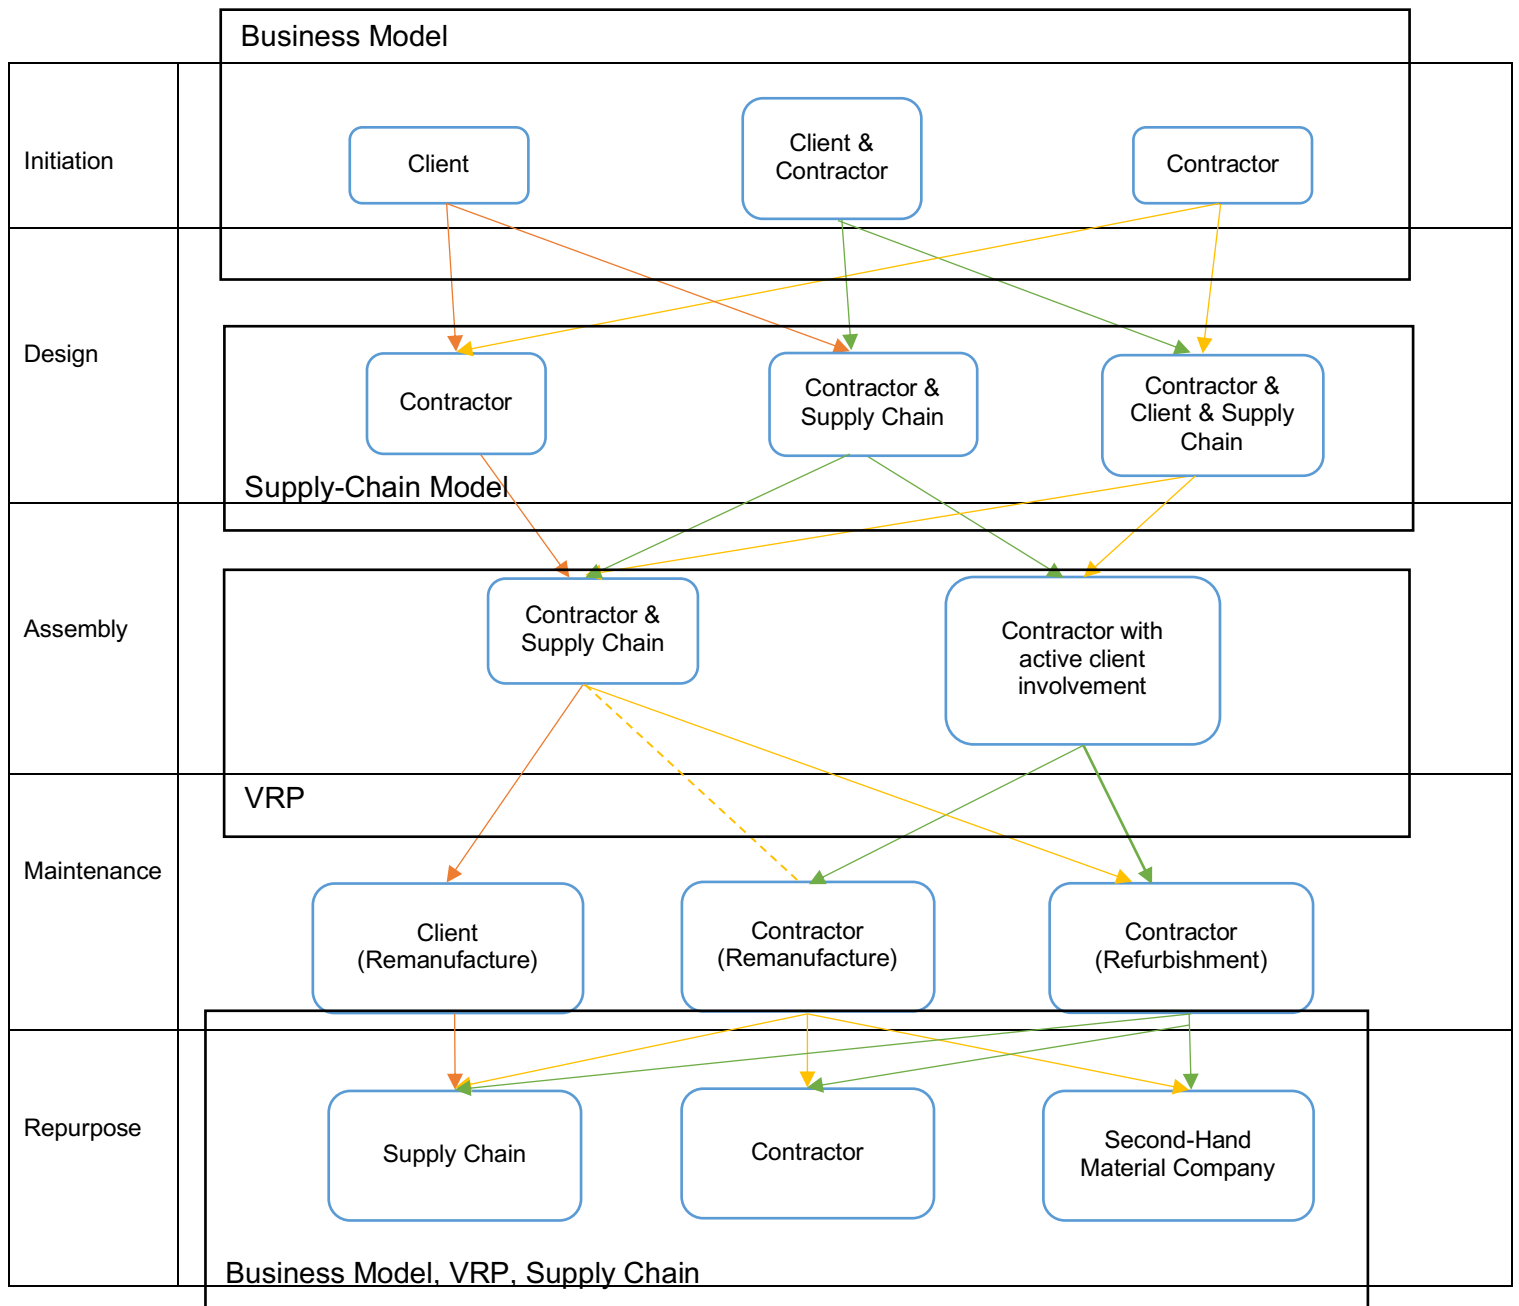 Business Model
Initiation
Client
Client &
Contractor
Contractor
Design
Contractor
Contractor &
Supply Chain
Contractor &
Client & Supply
Chain
Supply-Chain Model
Assembly
Contractor &
Supply Chain
Contractor with
active client
involvement
VRP
Maintenance
Client
(Remanufacture)
Contractor
(Remanufacture)
Contractor
(Refurbishment)
Repurpose
Supply Chain
Contractor
Second-Hand
Material Company
Business Model, VRP, Supply Chain